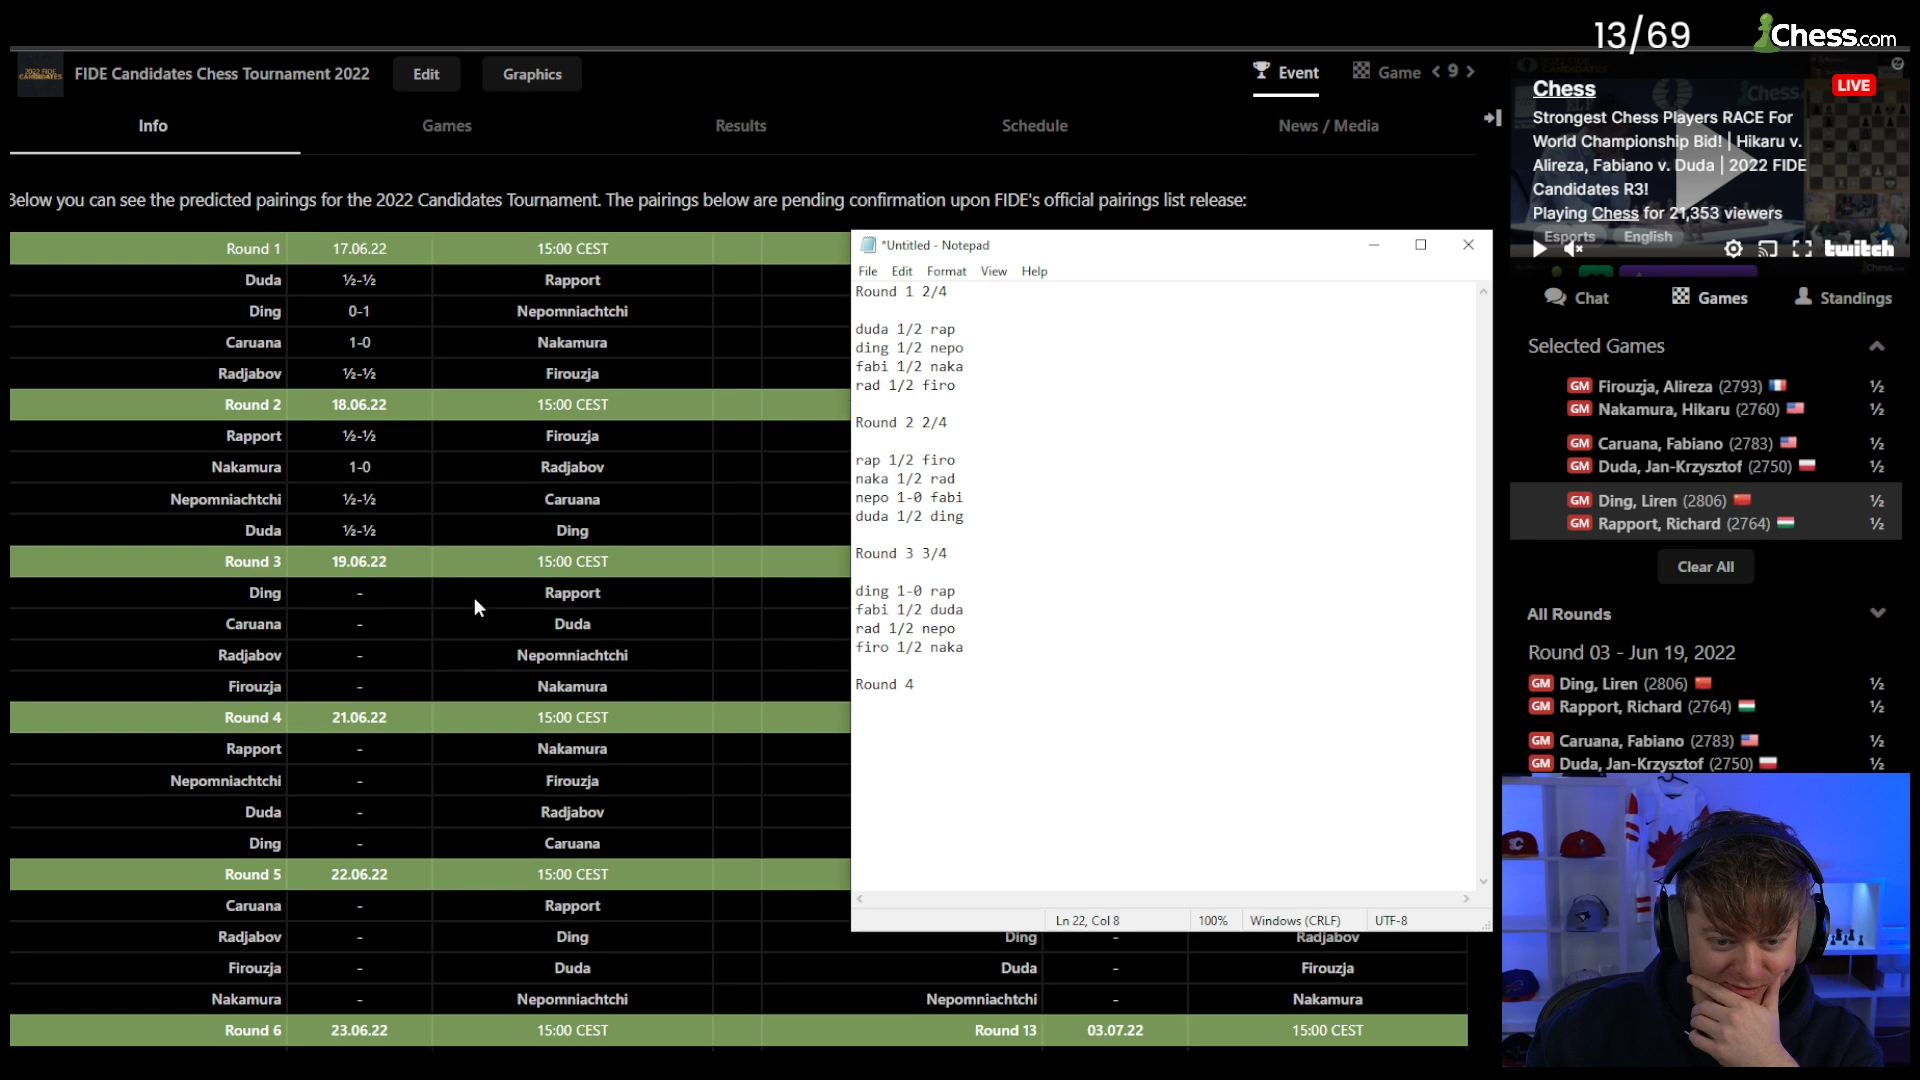 13/69
Chess.com
2022 FIDE CANDIDATES
FIDE Candidates Chess Tournament 2022
Edit
Graphics
Event
Game < 9 >
Info
Games
Results
Schedule
News / Media
Below you can see the predicted pairings for the 2022 Candidates Tournament. The pairings below are pending confirmation upon FIDE's official pairings list release:
Round 1 17.06.22 15:00 CEST
Duda ½-½ Rapport
Ding 0-1 Nepomniachtchi
Caruana 1-0 Nakamura
Radjabov ½-½ Firouzja
Round 2 18.06.22 15:00 CEST
Rapport ½-½ Firouzja
Nakamura 1-0 Radjabov
Nepomniachtchi ½-½ Caruana
Duda ½-½ Ding
Round 3 19.06.22 15:00 CEST
Ding - Rapport
Caruana - Duda
Radjabov - Nepomniachtchi
Firouzja - Nakamura
Round 4 21.06.22 15:00 CEST
Rapport - Nakamura
Nepomniachtchi - Firouzja
Duda - Radjabov
Ding - Caruana
Round 5 22.06.22 15:00 CEST
Caruana - Rapport
Radjabov - Ding
Firouzja - Duda
Nakamura - Nepomniachtchi
Round 6 23.06.22 15:00 CEST
Ding - Radjabov
Duda - Firouzja
Nepomniachtchi - Nakamura
Round 13 03.07.22 15:00 CEST
*Untitled - Notepad
File Edit Format View Help
Round 1 2/4
duda 1/2 rap
ding 1/2 nepo
fabi 1/2 naka
rad 1/2 firo
Round 2 2/4
rap 1/2 firo
naka 1/2 rad
nepo 1-0 fabi
duda 1/2 ding
Round 3 3/4
ding 1-0 rap
fabi 1/2 duda
rad 1/2 nepo
firo 1/2 naka
Round 4
Ln 22, Col 8
100%
Windows (CRLF)
UTF-8
Chess
LIVE
Strongest Chess Players RACE For
World Championship Bid! | Hikaru v.
Alireza, Fabiano v. Duda | 2022 FIDE
Candidates R3!
Playing Chess for 21,353 viewers
Esports
English
twitch
Chat
Games
Standings
Selected Games
GM Firouzja, Alireza (2793) ½
GM Nakamura, Hikaru (2760) ½
GM Caruana, Fabiano (2783) ½
GM Duda, Jan-Krzysztof (2750) ½
GM Ding, Liren (2806) ½
GM Rapport, Richard (2764) ½
Clear All
All Rounds
Round 03 - Jun 19, 2022
GM Ding, Liren (2806) ½
GM Rapport, Richard (2764) ½
GM Caruana, Fabiano (2783) ½
GM Duda, Jan-Krzysztof (2750) ½